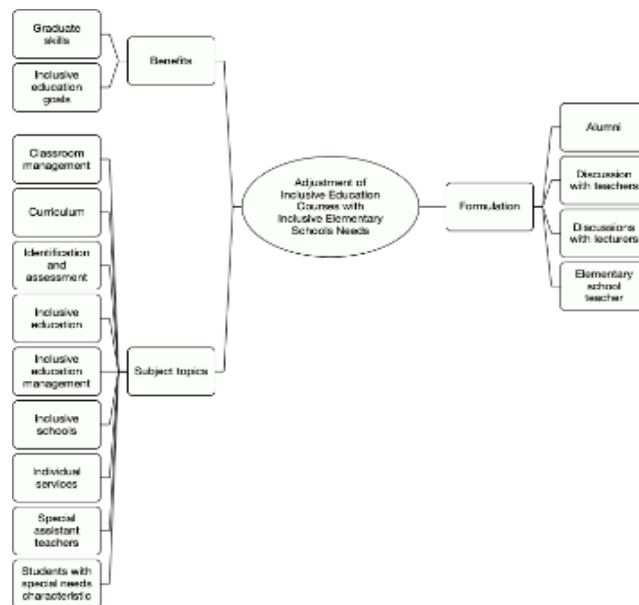 Graduate
skills
Inclusive
education
goals
Benefits
Classroom
management
Curriculum
Identification
and
assessment
Inclusive
education
Inclusive
education
management
Inclusive
schools
Individual
services
Special
assistant
teachers
Students with
special needs
characteristic
Subject topics
Adjustment of
Inclusive Education
Courses with
Inclusive Elementary
Schools Needs
Formulation
Alumni
Discussion
with teachers
Discussions
with lecturers
Elementary
school
teacher